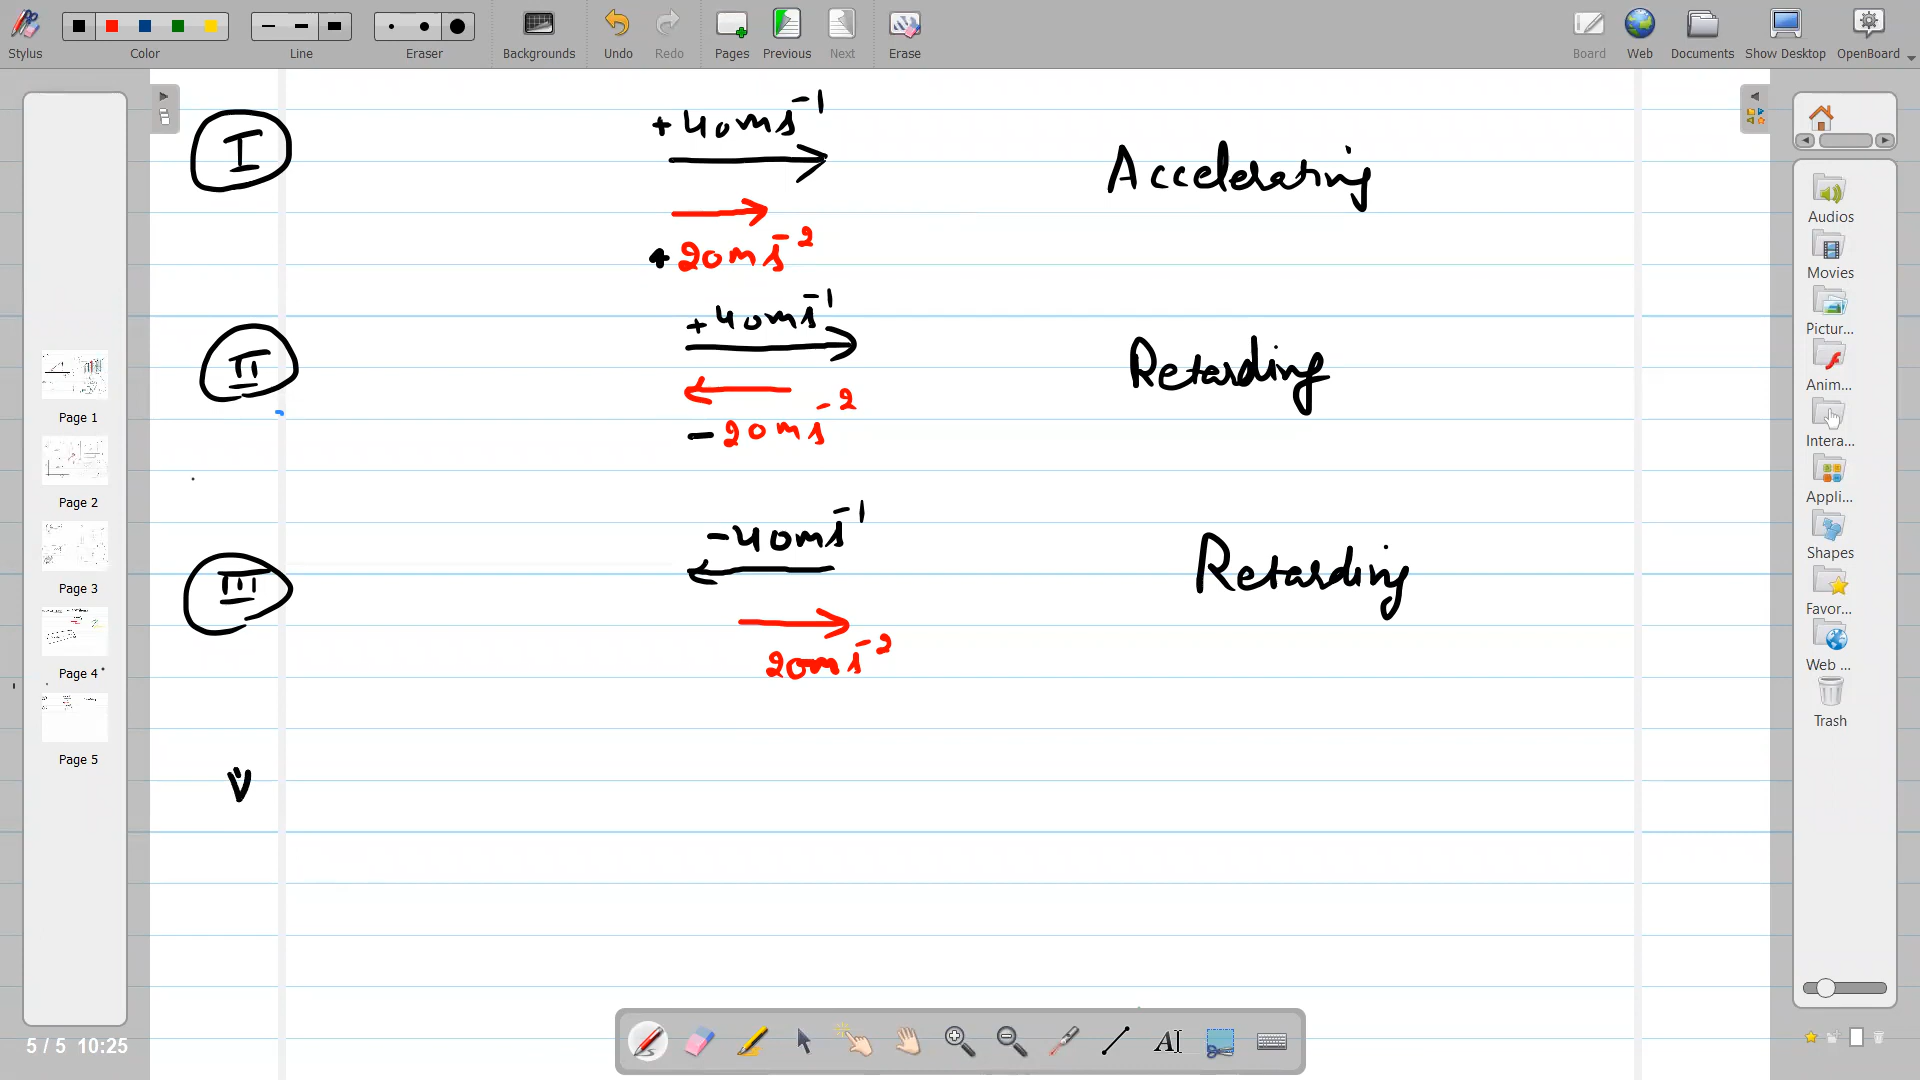 Stylus
Color
Line
Eraser
Backgrounds
Undo
Redo
Pages
Previous
Next
Erase
Board
Web
Documents
Show Desktop
OpenBoard
I
+40ms⁻¹
+20ms⁻²
Accelerating
II
+40ms⁻¹
-20ms⁻²
Retarding
III
-40ms⁻¹
20ms⁻²
Retarding
Page 1
Page 2
Page 3
Page 4
Page 5
5 / 5 10:25
Audios
Movies
Pictur...
Anim...
Intera...
Appli...
Shapes
Favor...
Web ...
Trash